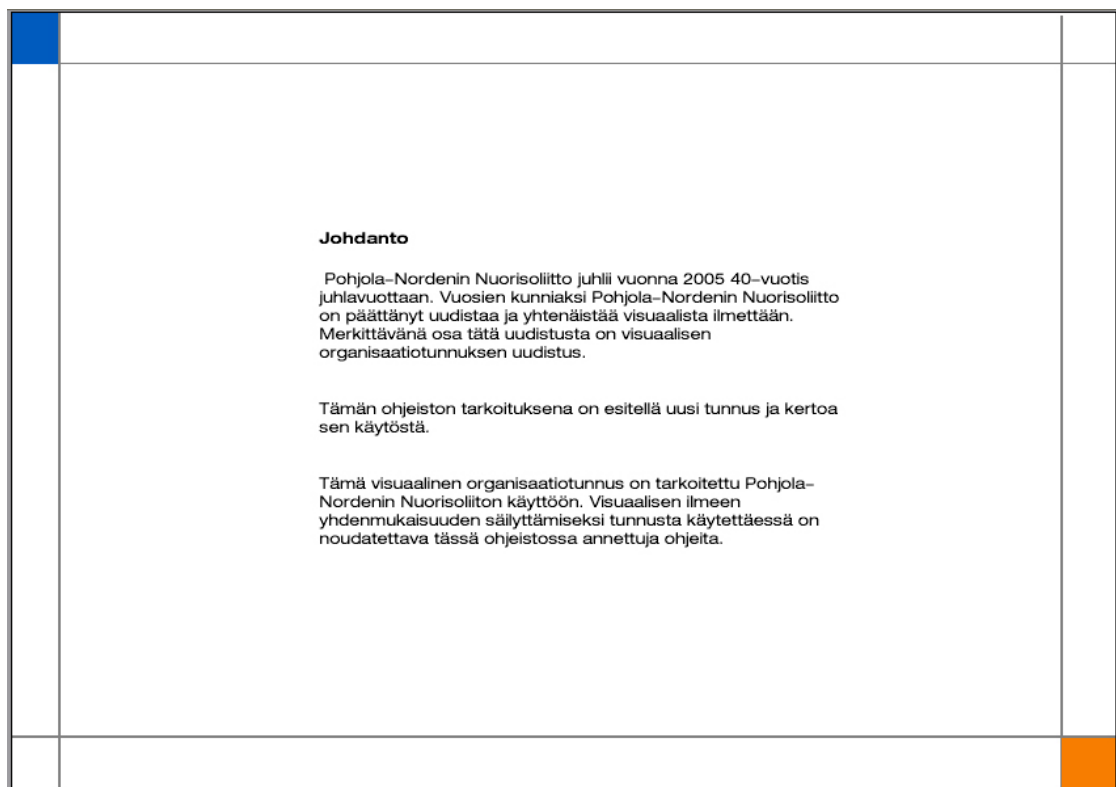 Johdanto
Pohjola–Nordenin Nuorisoliitto juhlii vuonna 2005 40–vuotis
juhlavuottaan. Vuosien kunniaksi Pohjola–Nordenin Nuorisoliitto
on päättänyt uudistaa ja yhtenäistää visuaalista ilmettään.
Merkittävänä osa tätä uudistusta on visuaalisen
organisaatiotunnuksen uudistus.
Tämän ohjeiston tarkoituksena on esitellä uusi tunnus ja kertoa
sen käytöstä.
Tämä visuaalinen organisaatiotunnus on tarkoitettu Pohjola–
Nordenin Nuorisoliiton käyttöön. Visuaalisen ilmeen
yhdenmukaisuuden säilyttämiseksi tunnusta käytettäessä on
noudatettava tässä ohjeistossa annettuja ohjeita.